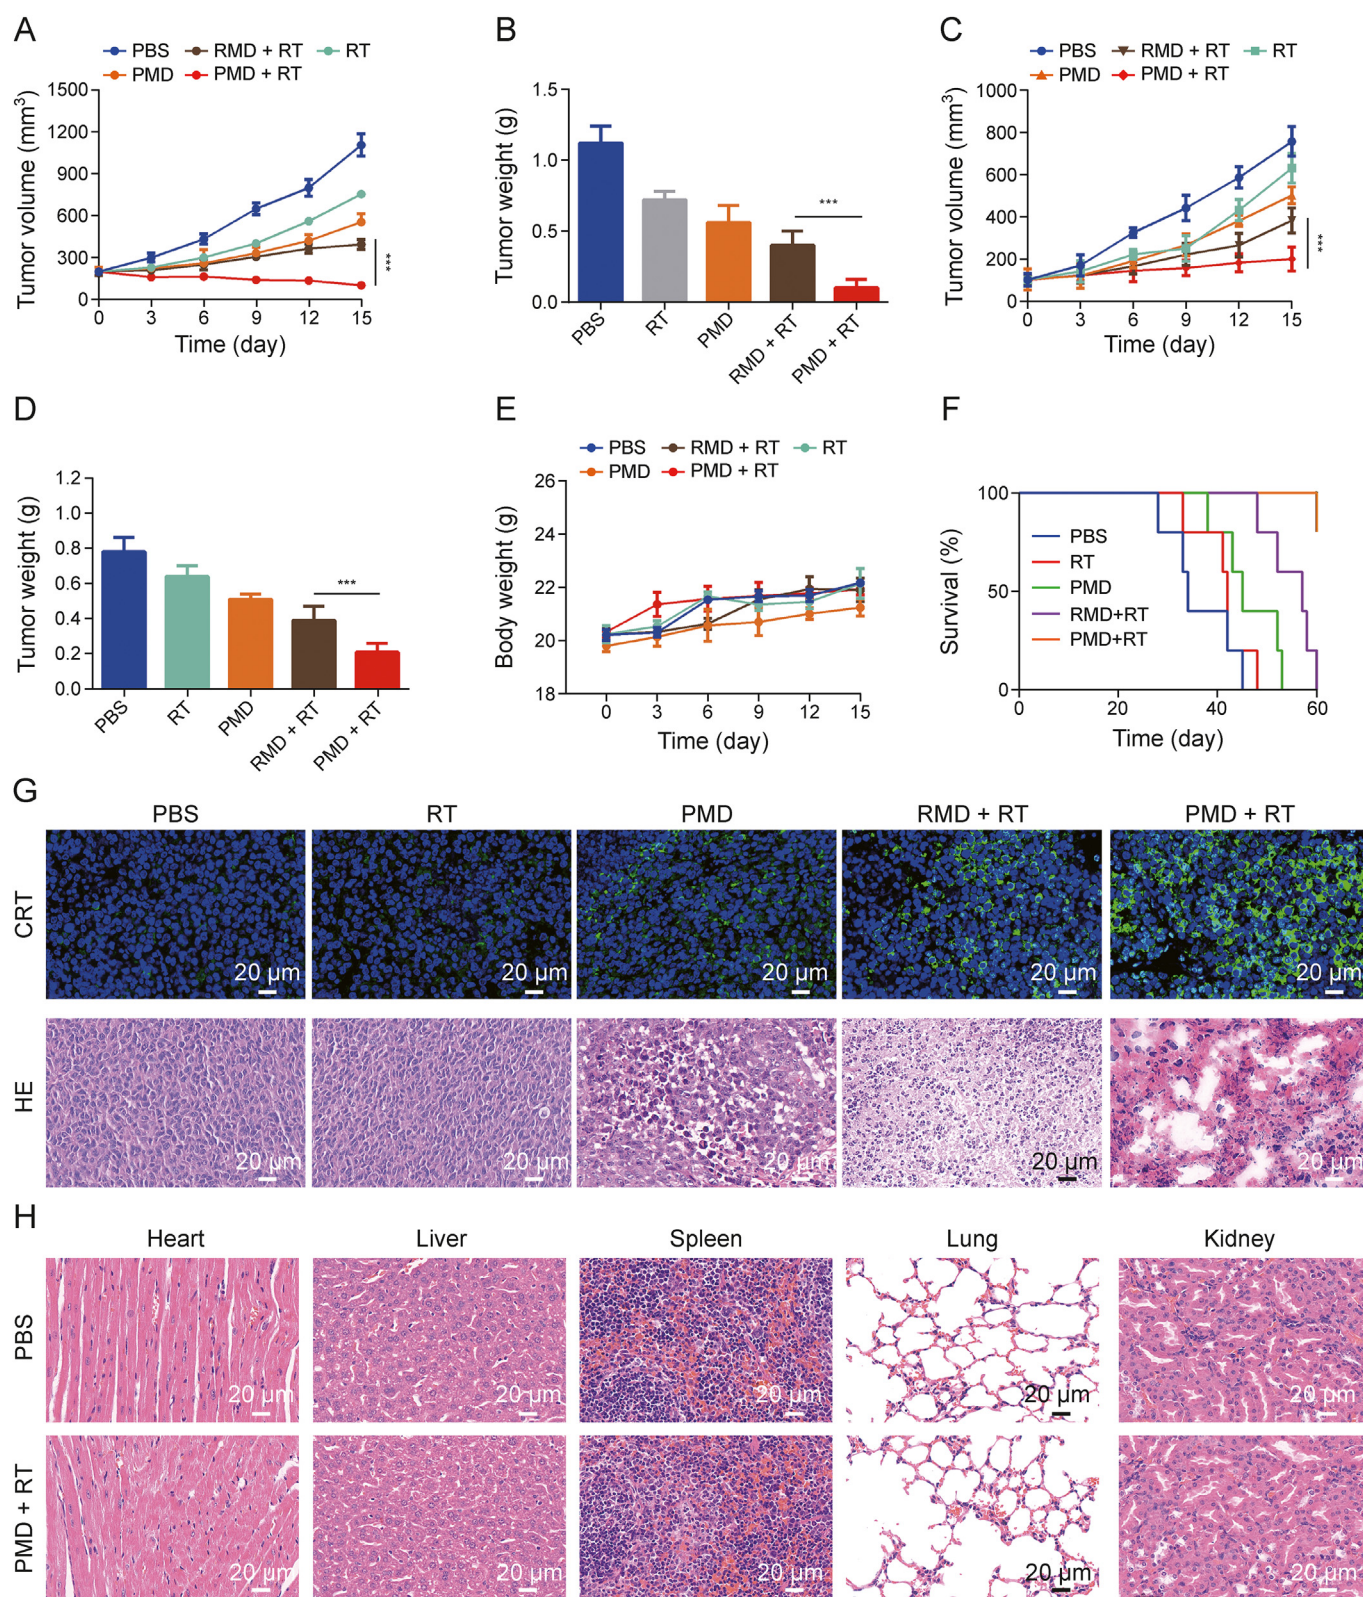 A
PBS RMD + RT RT
PMD PMD + RT
Tumor volume (mm³)
1500
1200
900
600
300
0
***
0 3 6 9 12 15
Time (day)
B
Tumor weight (g)
1.5
1.0
0.5
0.0
***
PBS RT PMD RMD + RT PMD + RT
C
PBS RMD + RT RT
PMD PMD + RT
Tumor volume (mm³)
1000
800
600
400
200
0
***
0 3 6 9 12 15
Time (day)
D
Tumor weight (g)
1.2
1.0
0.8
0.6
0.4
0.2
0.0
***
PBS RT PMD RMD + RT PMD + RT
E
PBS RMD + RT RT
PMD PMD + RT
Body weight (g)
26
24
22
20
18
0 3 6 9 12 15
Time (day)
F
Survival (%)
100
50
0
PBS
RT
PMD
RMD+RT
PMD+RT
0 20 40 60
Time (day)
G
PBS RT PMD RMD + RT PMD + RT
CRT
20 µm 20 µm 20 µm 20 µm 20 µm
HE
20 µm 20 µm 20 µm 20 µm 20 µm
H
Heart Liver Spleen Lung Kidney
PBS
20 µm 20 µm 20 µm 20 µm 20 µm
PMD + RT
20 µm 20 µm 20 µm 20 µm 20 µm